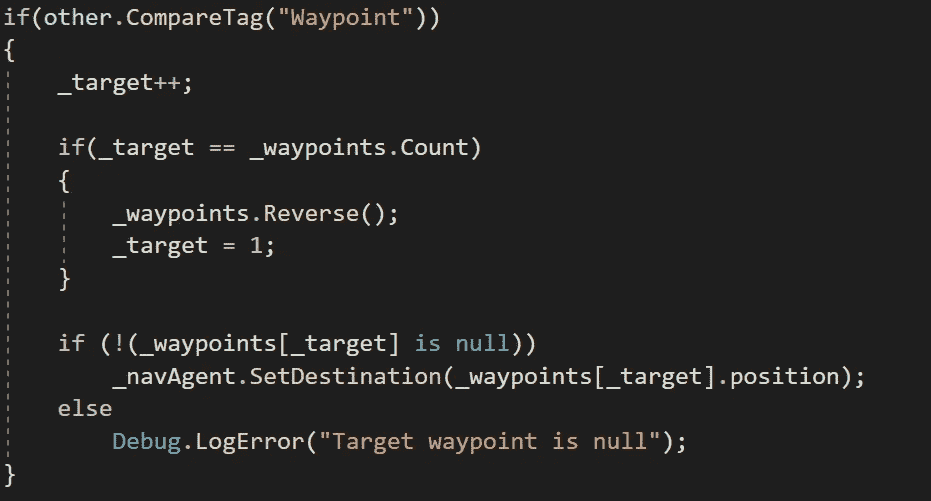 if(other.CompareTag("Waypoint"))
{
    _target++;

    if(_target == _waypoints.Count)
    {
        _waypoints.Reverse();
        _target = 1;
    }

    if (!(_waypoints[_target] is null))
        _navAgent.SetDestination(_waypoints[_target].position);
    else
        Debug.LogError("Target waypoint is null");
}